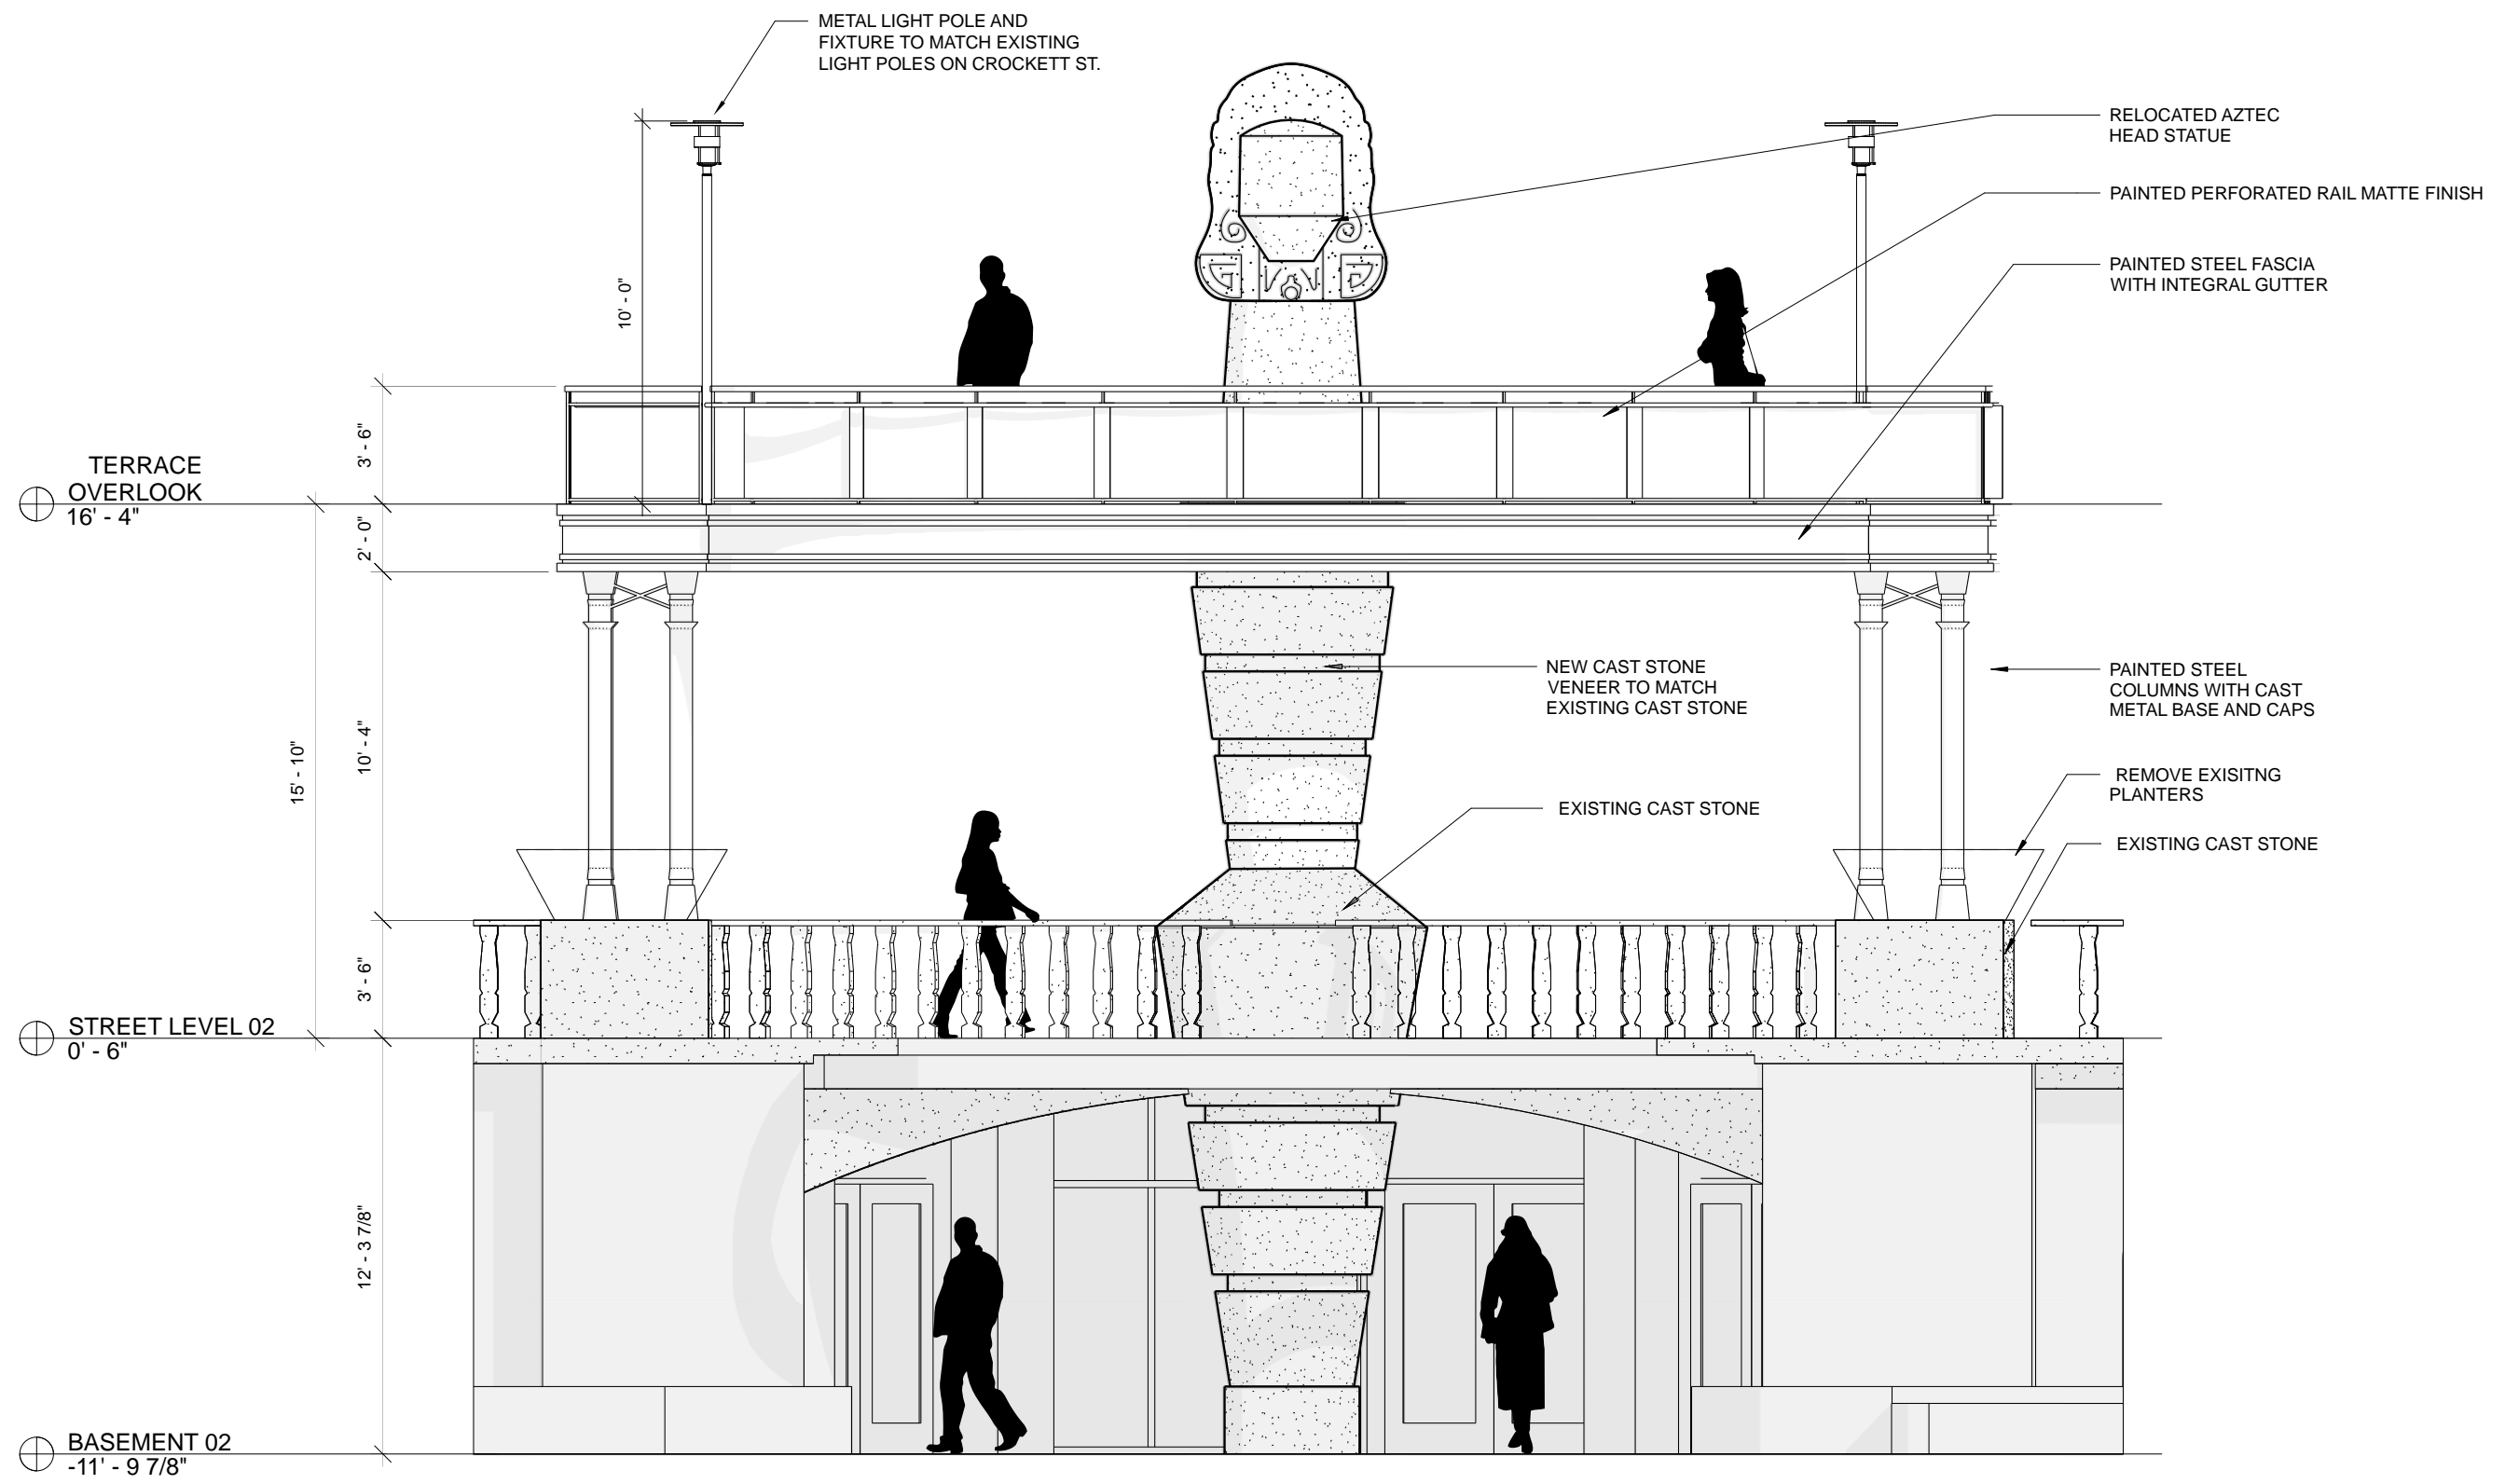 METAL LIGHT POLE AND
FIXTURE TO MATCH EXISTING
LIGHT POLES ON CROCKETT ST.
RELOCATED AZTEC
HEAD STATUE
PAINTED PERFORATED RAIL MATTE FINISH
PAINTED STEEL FASCIA
WITH INTEGRAL GUTTER
10' - 0"
3' - 6"
TERRACE
OVERLOOK
16' - 4"
2' - 0"
NEW CAST STONE
VENEER TO MATCH
EXISTING CAST STONE
PAINTED STEEL
COLUMNS WITH CAST
METAL BASE AND CAPS
10' - 4"
15' - 10"
REMOVE EXISITNG
PLANTERS
EXISTING CAST STONE
EXISTING CAST STONE
3' - 6"
STREET LEVEL 02
0' - 6"
12' - 3 7/8"
BASEMENT 02
-11' - 9 7/8"